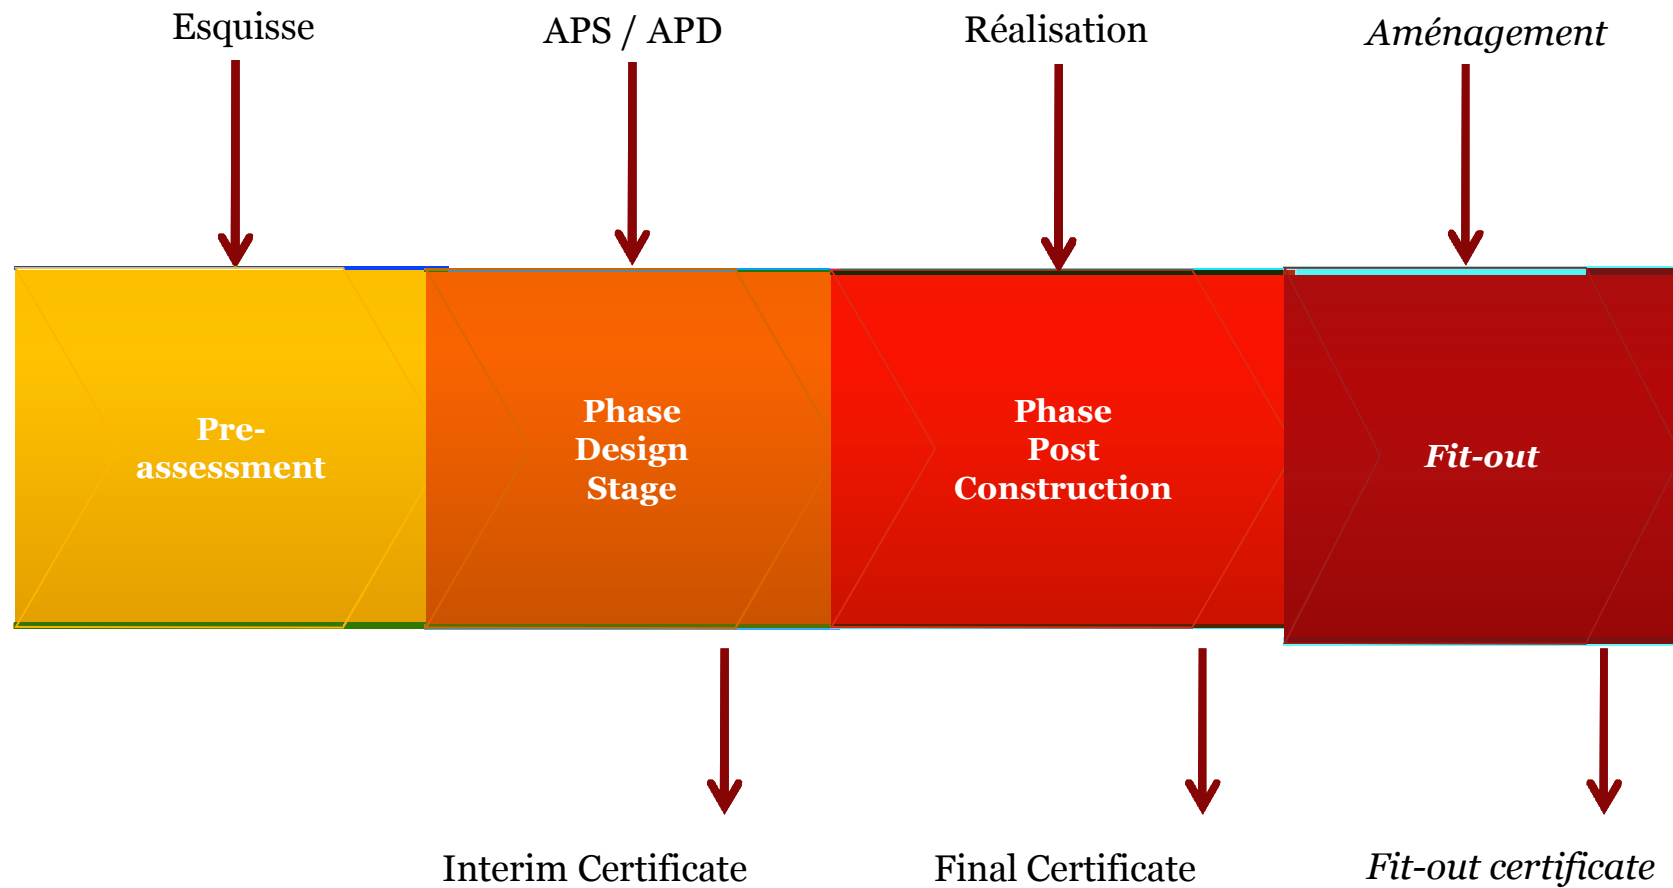 Esquisse
APS / APD
Réalisation
Aménagement
Pre-
assessment
Phase
Design
Stage
Phase
Post
Construction
Fit-out
Interim Certificate
Final Certificate
Fit-out certificate